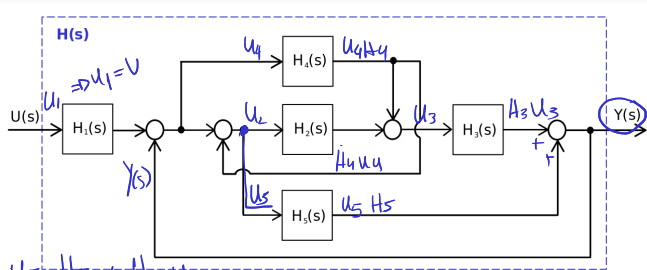 H(s)
U₄
H₄(s)
U₄H₄
U₁
⇒ U₁ = U
U(s)
H₁(s)
U₂
H₂(s)
U₃
H₃(s)
H₃U₃
Y(s)
+
+
H₄U₄
Y(s)
U₅
H₅(s)
U₅ H₅